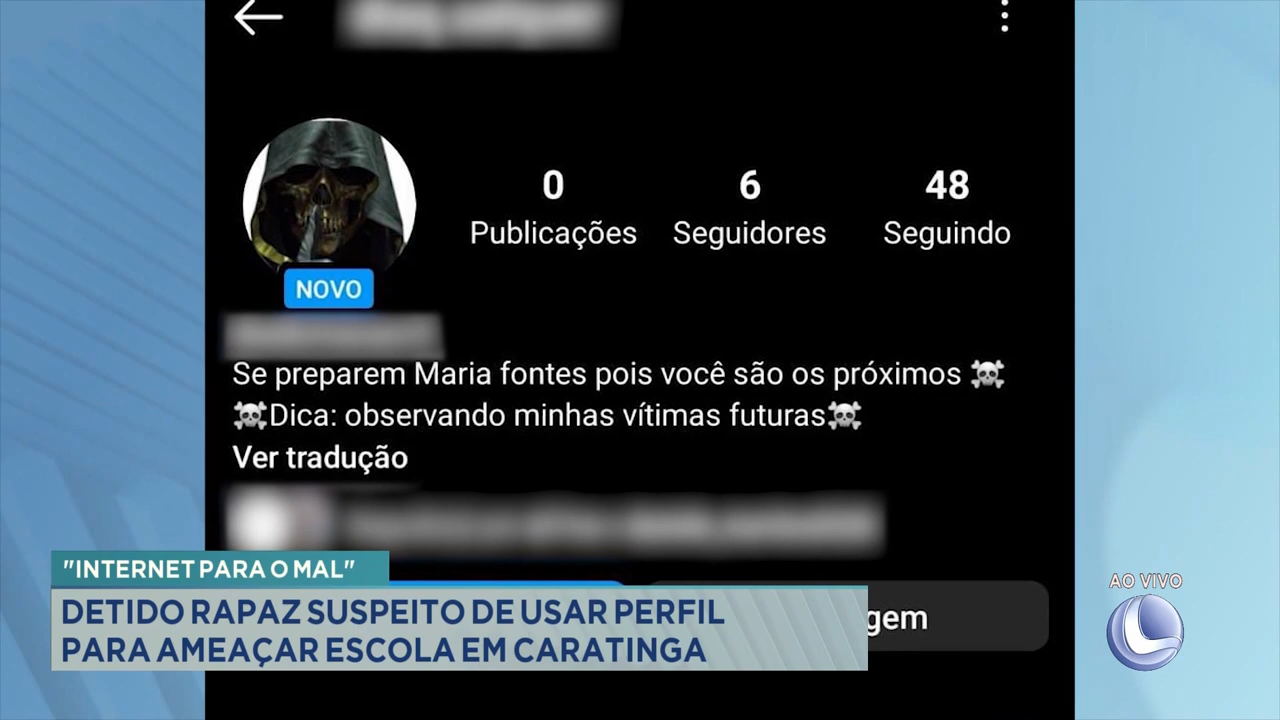 0
6
48
Publicações
Seguidores
Seguindo
NOVO
Se preparem Maria fontes pois você são os próximos ☠️
☠️Dica: observando minhas vítimas futuras☠️
Ver tradução
"INTERNET PARA O MAL"
DETIDO RAPAZ SUSPEITO DE USAR PERFIL
PARA AMEAÇAR ESCOLA EM CARATINGA
gem
AO VIVO